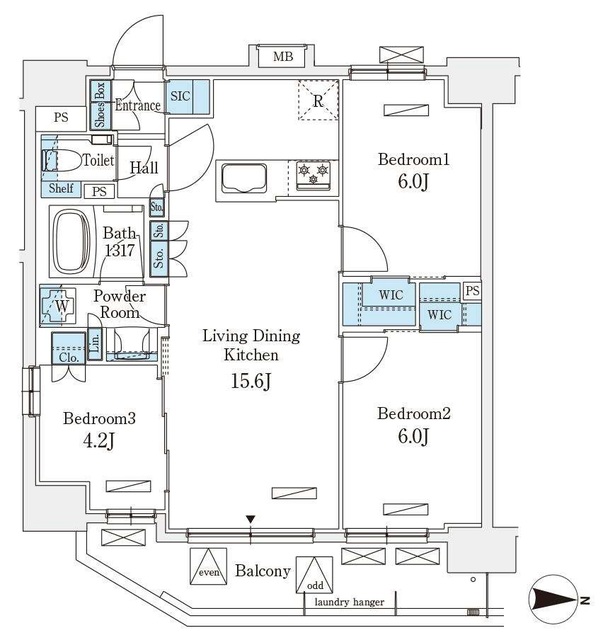 MB
Shoes Box
Entrance
SIC
R
PS
Toilet
Hall
Shelf
PS
Bedroom1
6.0J
Sto.
Sto.
Sto.
Bath
1317
W
Powder
Room
WIC
PS
WIC
Lin.
Clo.
Living Dining
Kitchen
15.6J
Bedroom3
4.2J
Bedroom2
6.0J
even
Balcony
odd
laundry hanger
N